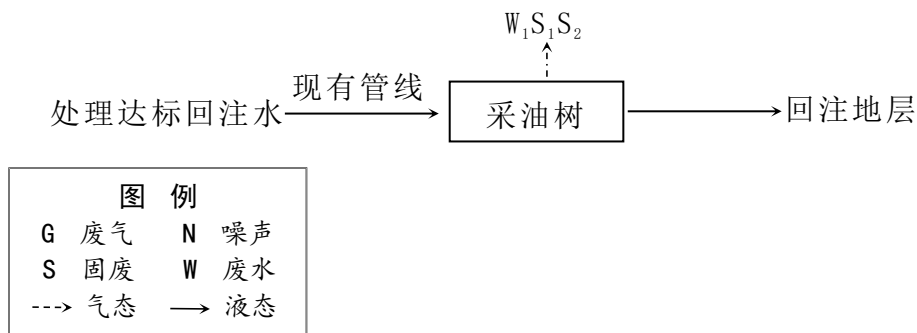 W₁S₁S₂
现有管线
处理达标回注水
采油树
回注地层
图 例
G 废气 N 噪声
S 固废 W 废水
气态 液态